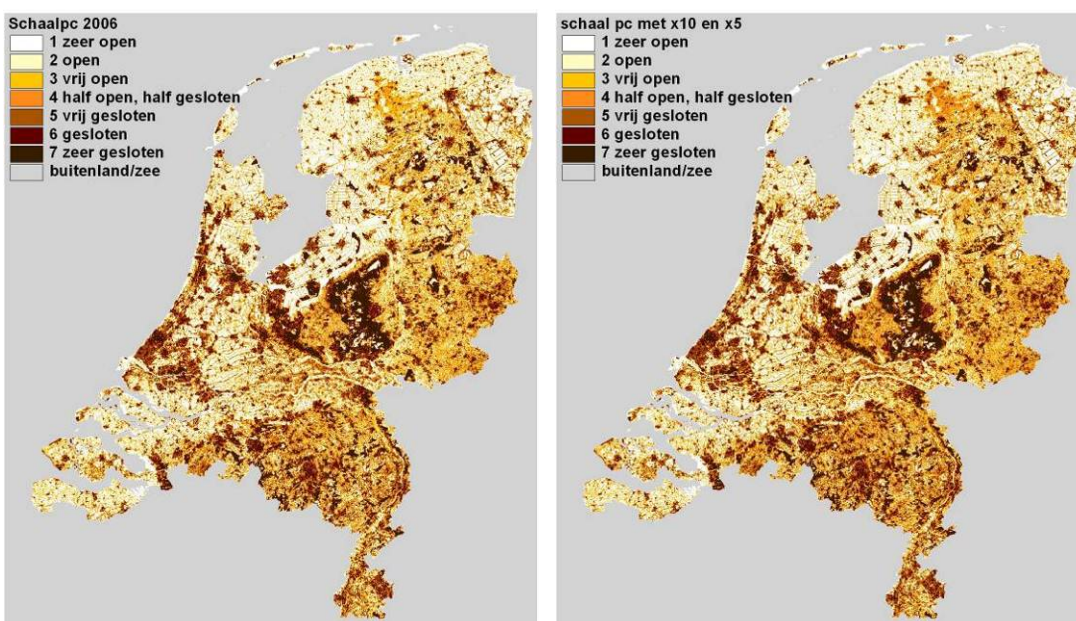 Schaalpc 2006
1 zeer open
2 open
3 vrij open
4 half open, half gesloten
5 vrij gesloten
6 gesloten
7 zeer gesloten
buitenland/zee
schaal pc met x10 en x5
1 zeer open
2 open
3 vrij open
4 half open, half gesloten
5 vrij gesloten
6 gesloten
7 zeer gesloten
buitenland/zee